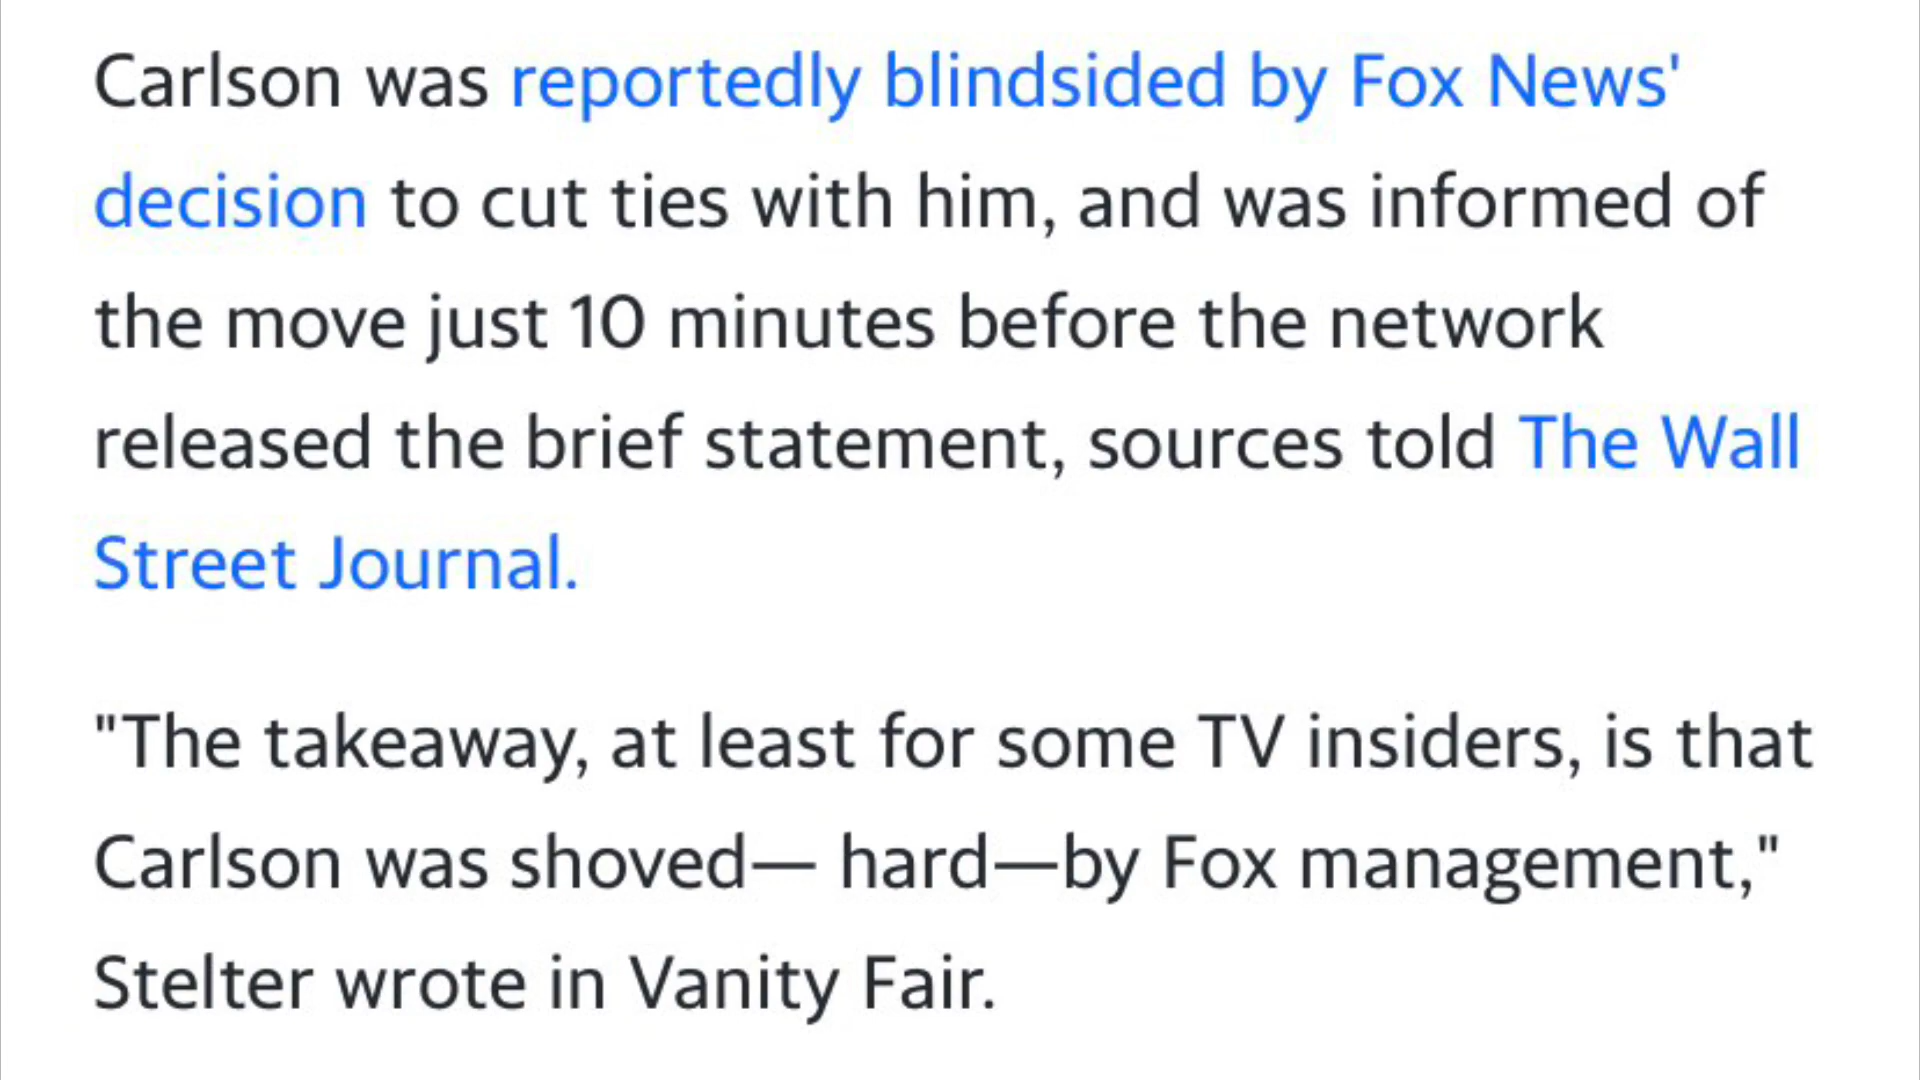 Carlson was reportedly blindsided by Fox News'
decision to cut ties with him, and was informed of
the move just 10 minutes before the network
released the brief statement, sources told The Wall
Street Journal.
"The takeaway, at least for some TV insiders, is that
Carlson was shoved— hard—by Fox management,"
Stelter wrote in Vanity Fair.